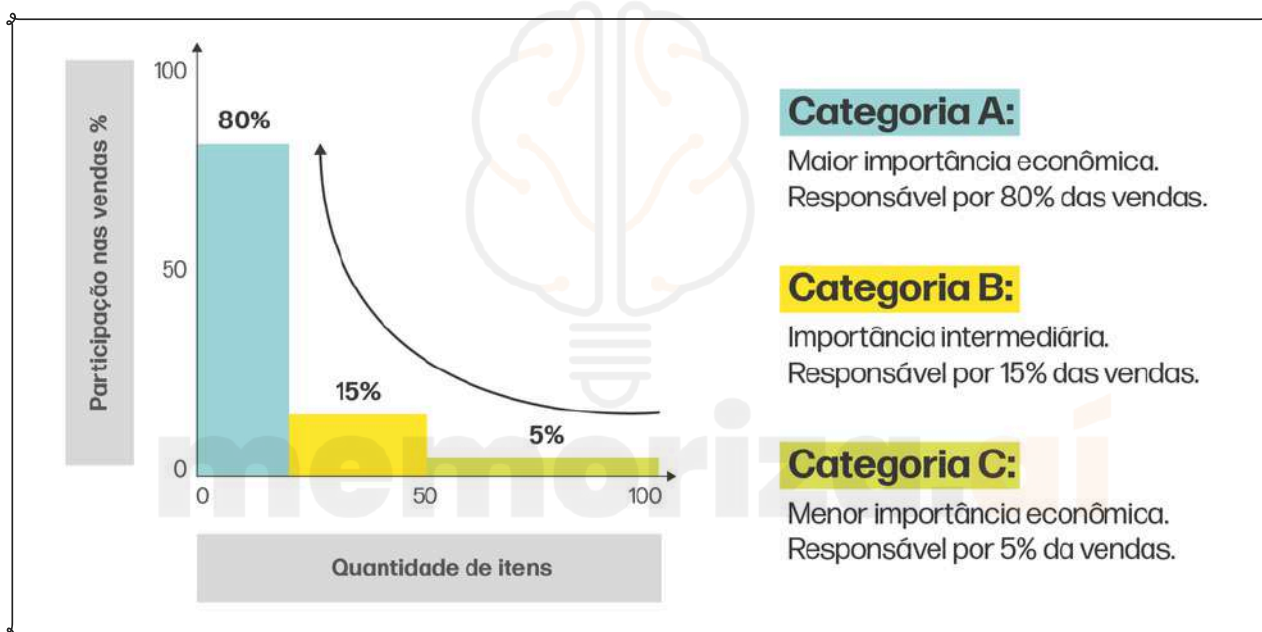 Participação nas vendas %
100
80%
50
15%
5%
0
0
50
100
Quantidade de itens
Categoria A:
Maior importância econômica.
Responsável por 80% das vendas.
Categoria B:
Importância intermediária.
Responsável por 15% das vendas.
Categoria C:
Menor importância econômica.
Responsável por 5% da vendas.
memoriza.aí